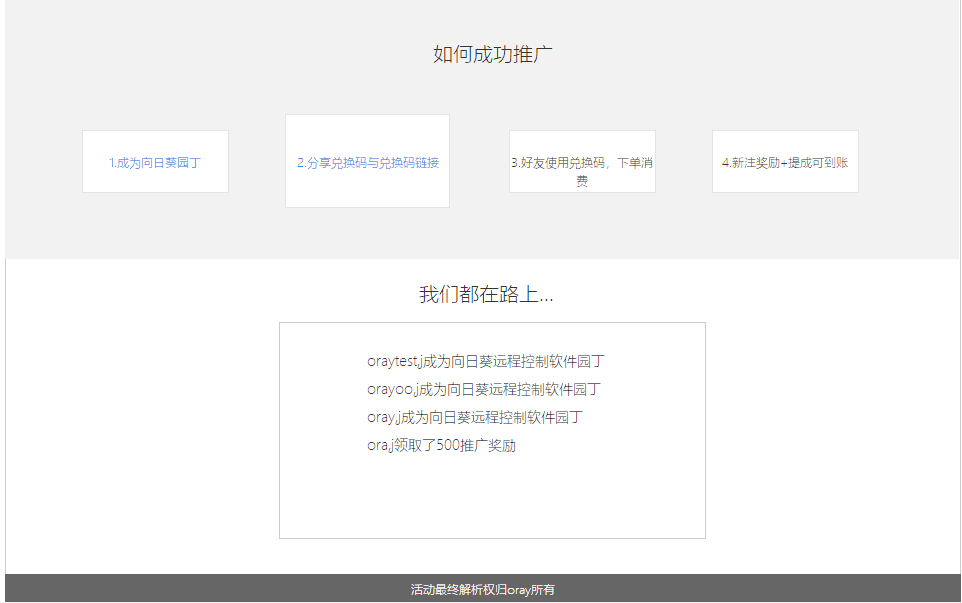 如何成功推广
1.成为向日葵园丁
2.分享兑换码与兑换码链接
3.好友使用兑换码，下单消
费
4.新注奖励+提成可到账
我们都在路上...
oraytest,j成为向日葵远程控制软件园丁
orayoo,j成为向日葵远程控制软件园丁
oray,j成为向日葵远程控制软件园丁
ora,j领取了500推广奖励
活动最终解析权归oray所有